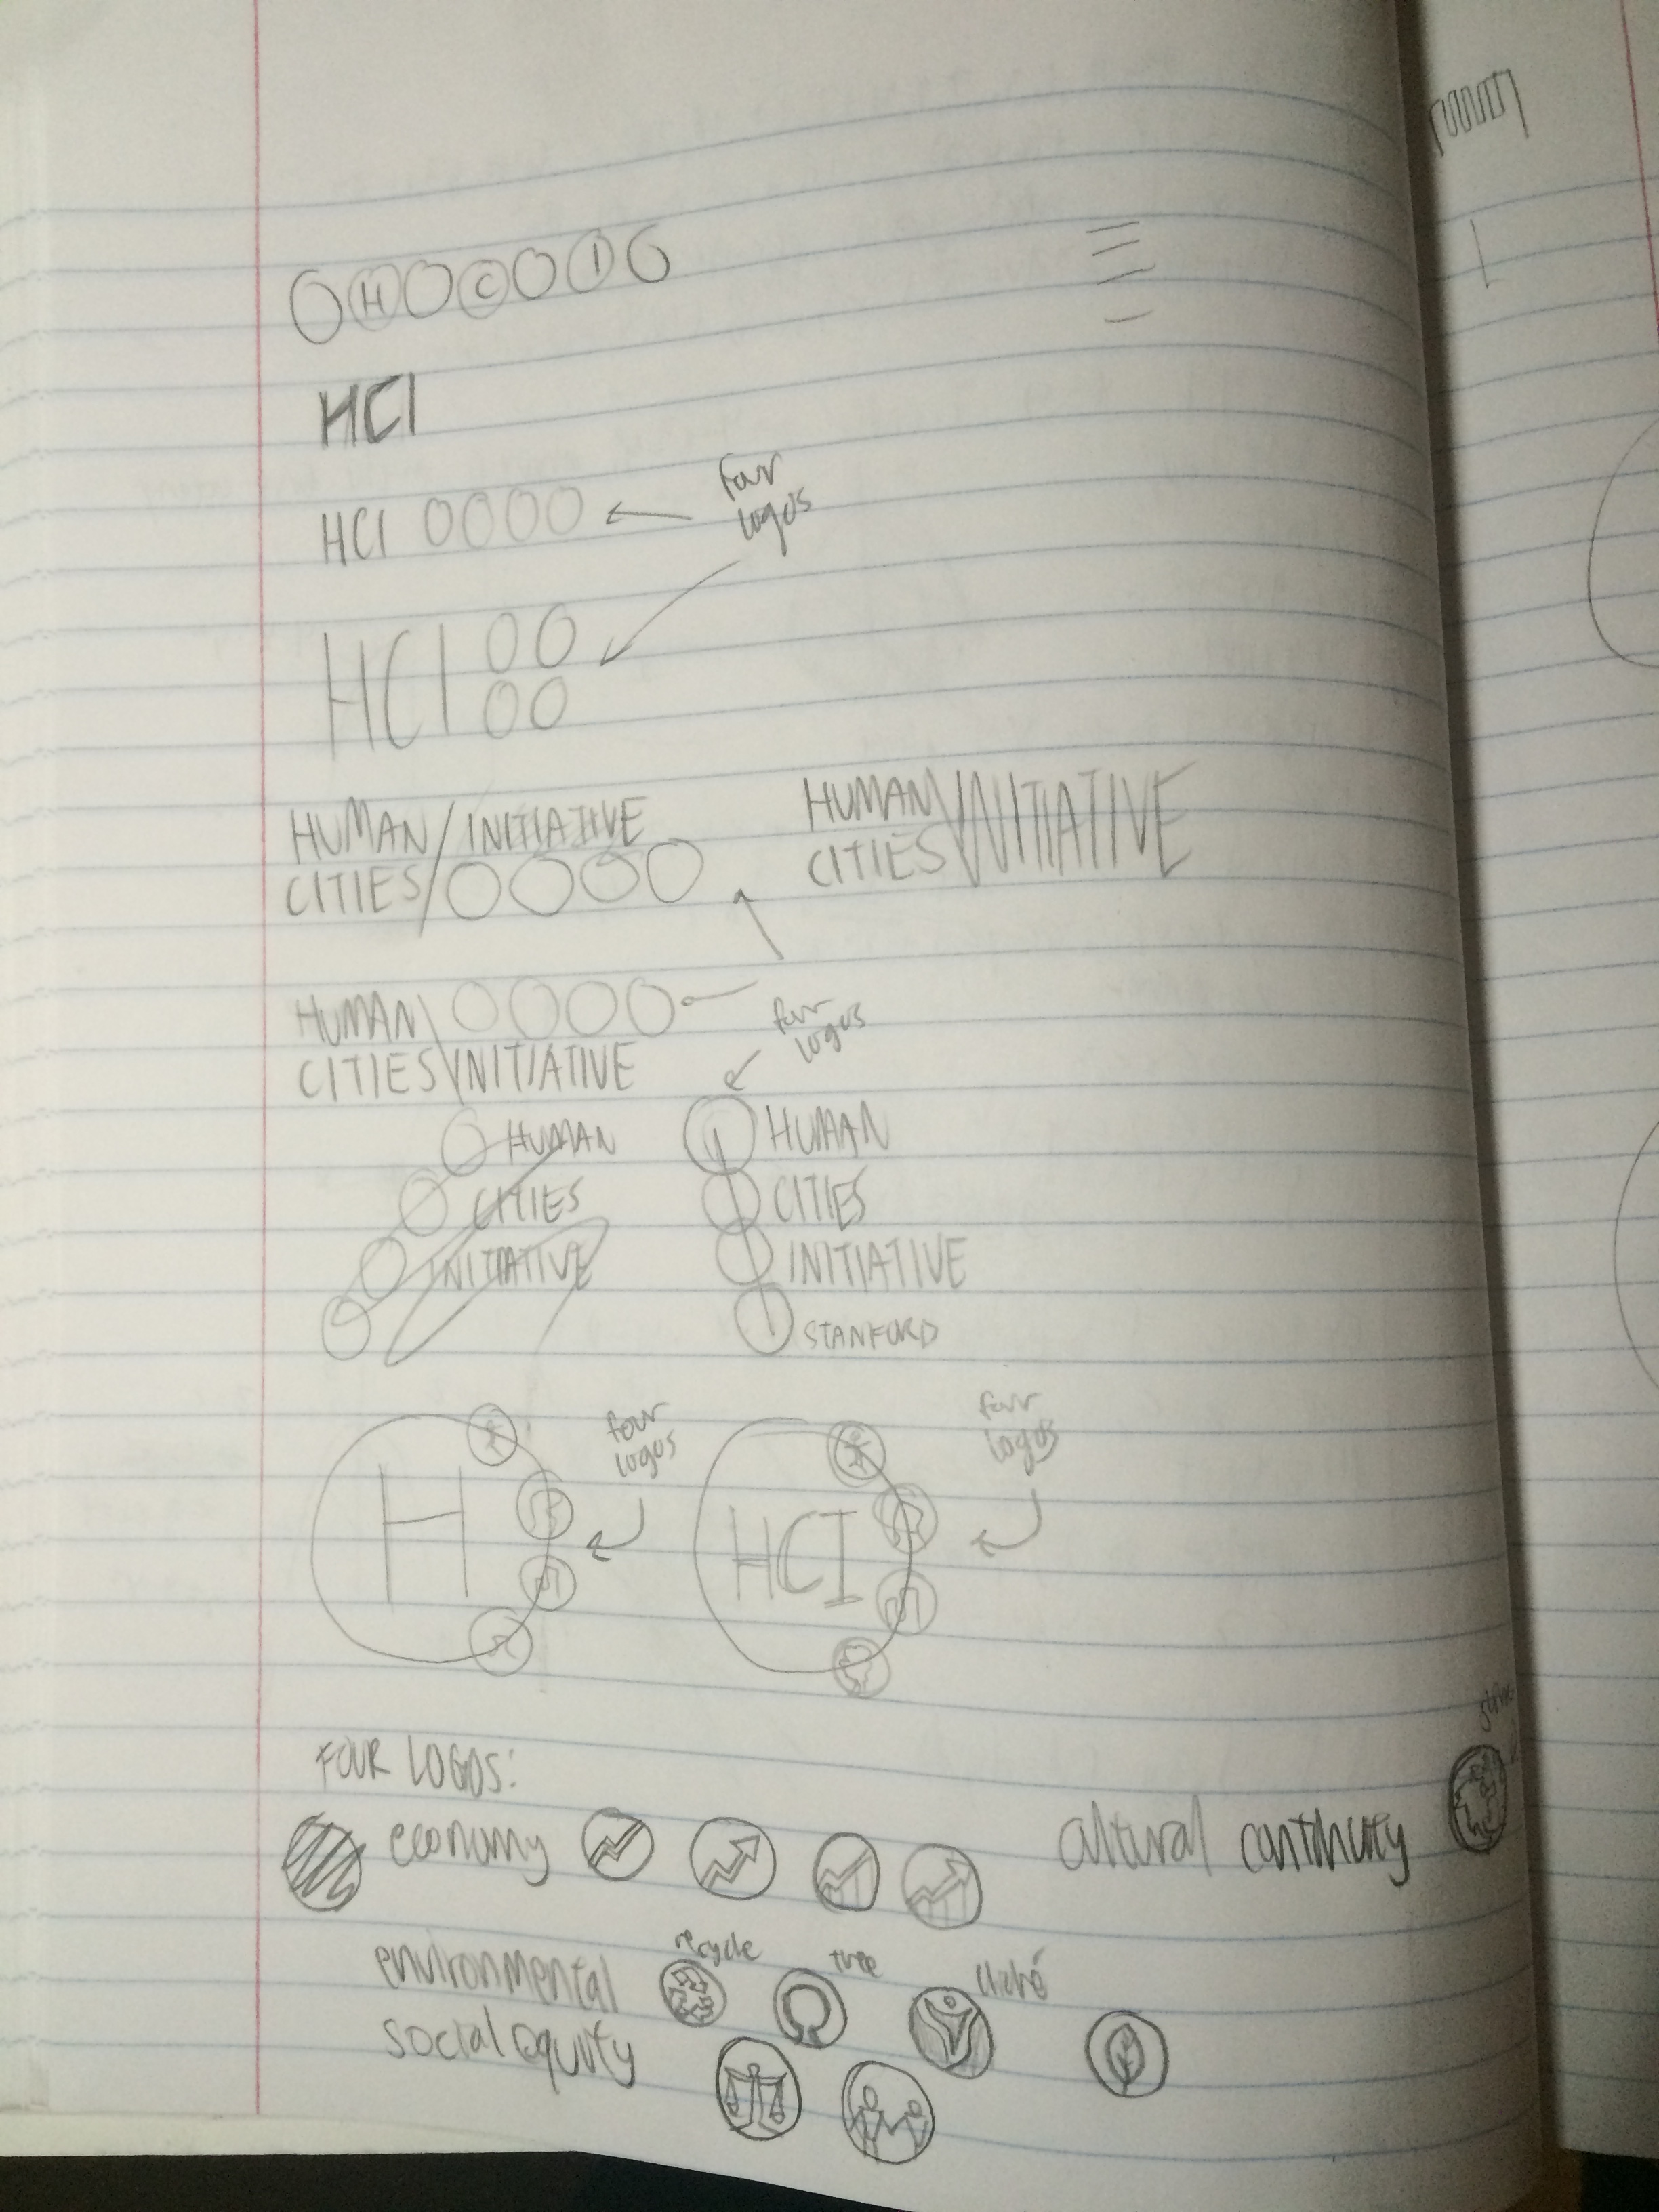 H C I
HCI
HCI
four
logos
HCI
HUMAN/INITIATIVE
CITIES/
HUMAN
CITIES\INITIATIVE
HUMAN
CITIES\INITIATIVE
four
logos
HUMAN
CITIES
INITIATIVE
HUMAN
CITIES
INITIATIVE
STANFORD
H
four
logos
HCI
four
logos
FOUR LOGOS:
economy
cultural continuity
environmental
recycle
tree
cliché
social equity